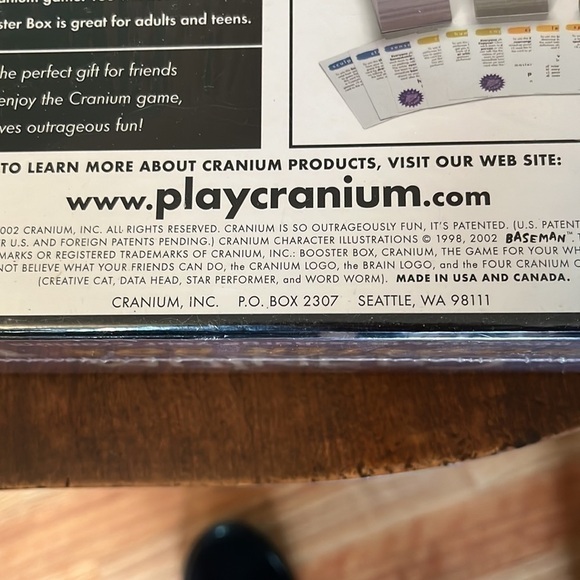 ster Box is great for adults and teens.
he perfect gift for friends
enjoy the Cranium game,
ves outrageous fun!
TO LEARN MORE ABOUT CRANIUM PRODUCTS, VISIT OUR WEB SITE:
www.playcranium.com
002 CRANIUM, INC. ALL RIGHTS RESERVED. CRANIUM IS SO OUTRAGEOUSLY FUN, IT'S PATENTED. (U.S. PATENT
R U.S. AND FOREIGN PATENTS PENDING.) CRANIUM CHARACTER ILLUSTRATIONS © 1998, 2002 BASEMAN™. T
MARKS OR REGISTERED TRADEMARKS OF CRANIUM, INC.: BOOSTER BOX, CRANIUM, THE GAME FOR YOUR WH
NOT BELIEVE WHAT YOUR FRIENDS CAN DO, the CRANIUM LOGO, the BRAIN LOGO, and the FOUR CRANIUM C
(CREATIVE CAT, DATA HEAD, STAR PERFORMER, and WORD WORM). MADE IN USA AND CANADA.
CRANIUM, INC. P.O. BOX 2307 SEATTLE, WA 98111